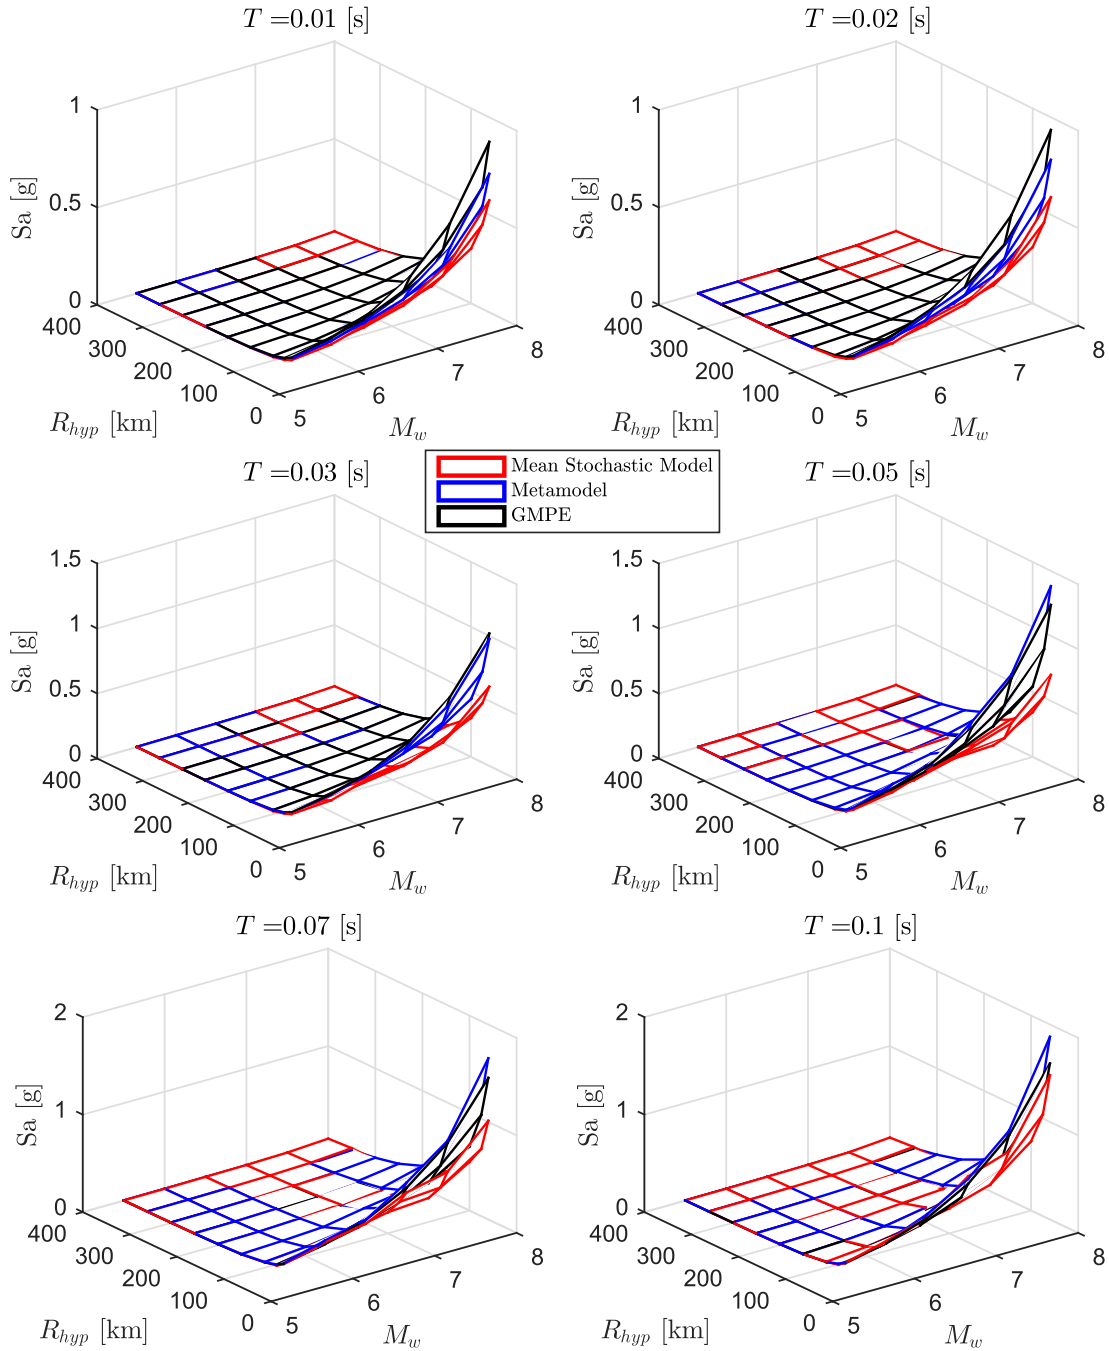 T =0.01 [s]
T =0.02 [s]
1
0.5
0
Sa [g]
400
300
200
100
0
R_hyp [km]
5
6
7
8
M_w
1
0.5
0
Sa [g]
400
300
200
100
0
R_hyp [km]
5
6
7
8
M_w
Mean Stochastic Model
Metamodel
GMPE
T =0.03 [s]
T =0.05 [s]
1.5
1
0.5
0
Sa [g]
400
300
200
100
0
R_hyp [km]
5
6
7
8
M_w
1.5
1
0.5
0
Sa [g]
400
300
200
100
0
R_hyp [km]
5
6
7
8
M_w
T =0.07 [s]
T =0.1 [s]
2
1
0
Sa [g]
400
300
200
100
0
R_hyp [km]
5
6
7
8
M_w
2
1
0
Sa [g]
400
300
200
100
0
R_hyp [km]
5
6
7
8
M_w